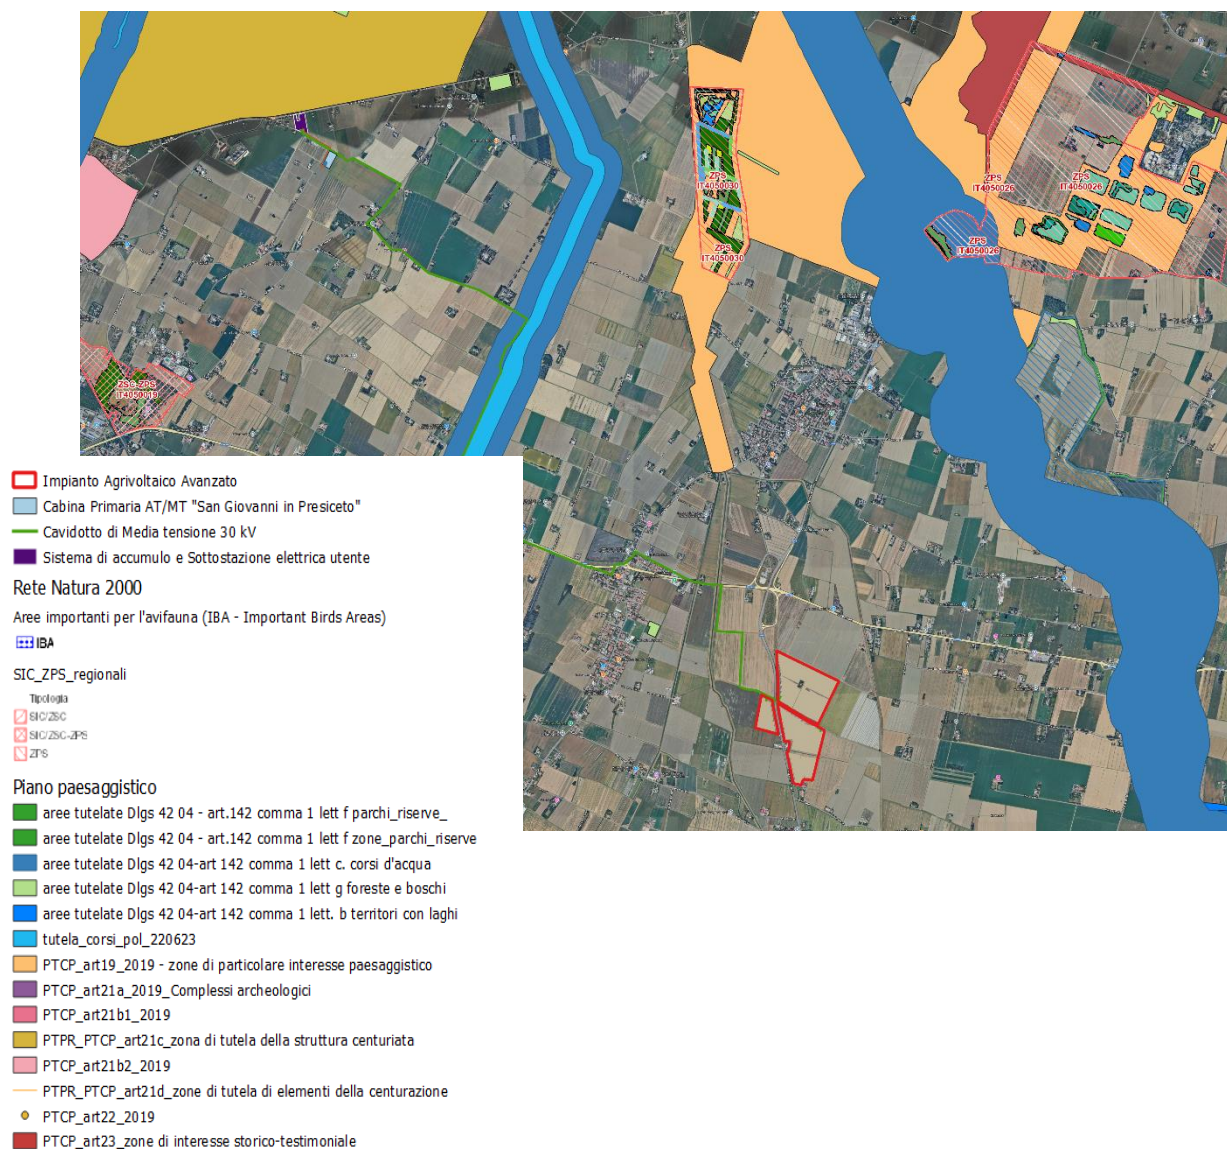 ZPS
IT4050030
ZPS
IT4050030
ZPS
IT4050026
ZPS
IT4050026
ZPS
IT4050026
ZSC-ZPS
IT4050019
Impianto Agrivoltaico Avanzato
Cabina Primaria AT/MT "San Giovanni in Presiceto"
Cavidotto di Media tensione 30 kV
Sistema di accumulo e Sottostazione elettrica utente
Rete Natura 2000
Aree importanti per l'avifauna (IBA - Important Birds Areas)
IBA
SIC_ZPS_regionali
Tipologia
SIC/ZSC
SIC/ZSC-ZPS
ZPS
Piano paesaggistico
aree tutelate Dlgs 42 04 - art.142 comma 1 lett f parchi_riserve_
aree tutelate Dlgs 42 04 - art.142 comma 1 lett f zone_parchi_riserve
aree tutelate Dlgs 42 04-art 142 comma 1 lett c. corsi d'acqua
aree tutelate Dlgs 42 04-art 142 comma 1 lett g foreste e boschi
aree tutelate Dlgs 42 04-art 142 comma 1 lett. b territori con laghi
tutela_corsi_pol_220623
PTCP_art19_2019 - zone di particolare interesse paesaggistico
PTCP_art21a_2019_Complessi archeologici
PTCP_art21b1_2019
PTPR_PTCP_art21c_zona di tutela della struttura centuriata
PTCP_art21b2_2019
PTPR_PTCP_art21d_zone di tutela di elementi della centurazione
PTCP_art22_2019
PTCP_art23_zone di interesse storico-testimoniale